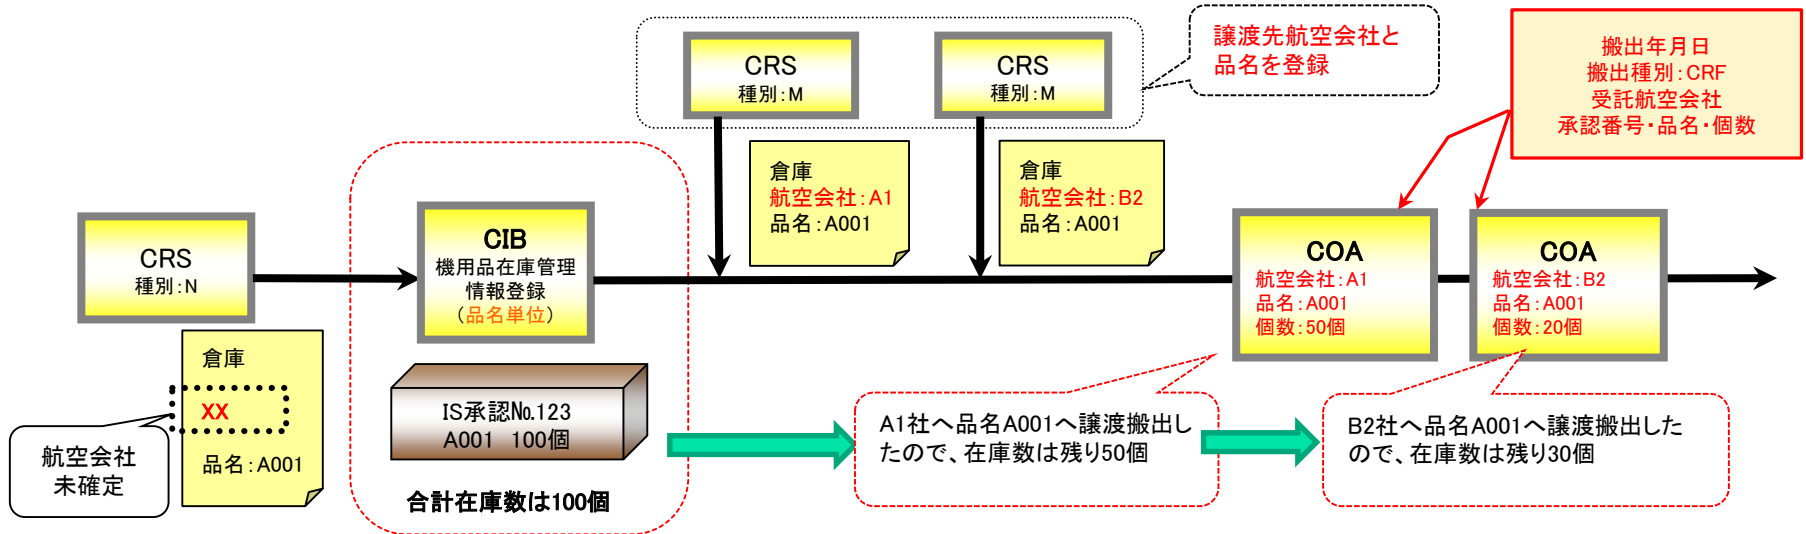 CRS
種別：N
倉庫
XX
品名：A001
航空会社
未確定
CIB
機用品在庫管理
情報登録
（品名単位）
IS承認№123
A001 100個
合計在庫数は100個
CRS
種別：M
CRS
種別：M
譲渡先航空会社と
品名を登録
倉庫
航空会社：A1
品名：A001
倉庫
航空会社：B2
品名：A001
搬出年月日
搬出種別：CRF
受託航空会社
承認番号・品名・個数
COA
航空会社：A1
品名：A001
個数：50個
COA
航空会社：B2
品名：A001
個数：20個
A1社へ品名A001へ譲渡搬出し
たので、在庫数は残り50個
B2社へ品名A001へ譲渡搬出した
ので、在庫数は残り30個